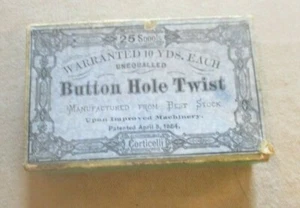 25 Spools
WARRANTED 10 YDS. EACH
UNEQUALLED
Button Hole Twist
MANUFACTURED FROM BEST STOCK
Upon Improved Machinery.
Patented April 8, 1884.
Corticelli